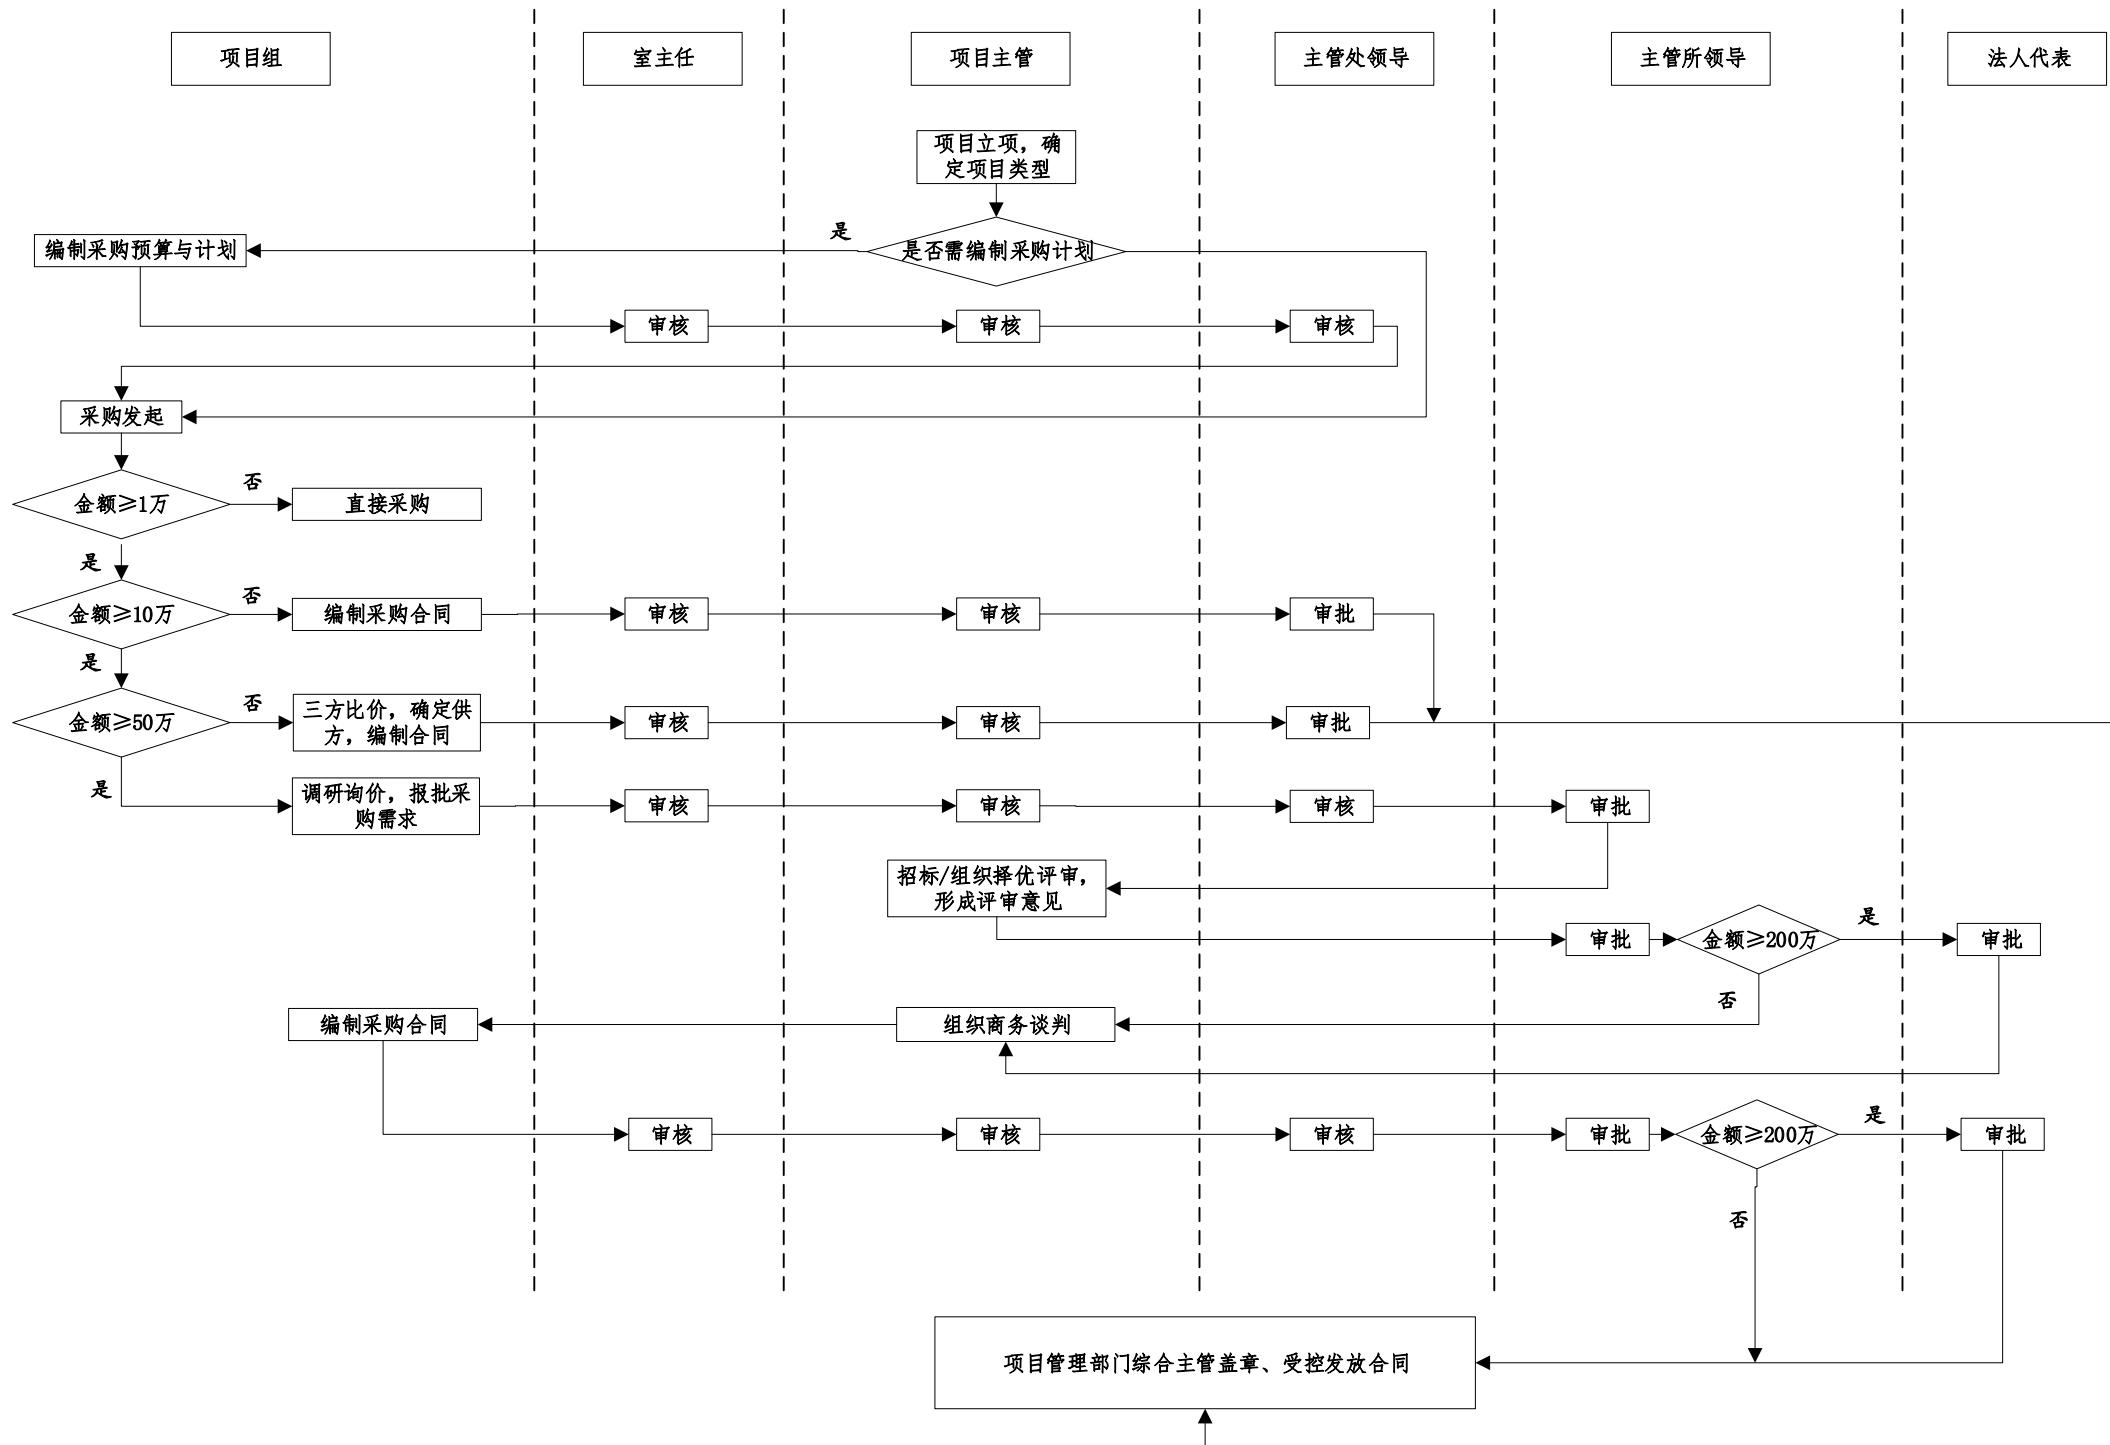 项目组
室主任
项目主管
主管处领导
主管所领导
法人代表
项目立项，确
定项目类型
是
编制采购预算与计划
是否需编制采购计划
审核
审核
审核
采购发起
金额≥1万
否
直接采购
是
金额≥10万
否
编制采购合同
审核
审核
审批
是
金额≥50万
否
三方比价，确定供
方，编制合同
审核
审核
审批
是
调研询价，报批采
购需求
审核
审核
审核
审批
招标/组织择优评审，
形成评审意见
审批
金额≥200万
是
审批
否
编制采购合同
组织商务谈判
审核
审核
审核
审批
金额≥200万
是
审批
否
项目管理部门综合主管盖章、受控发放合同